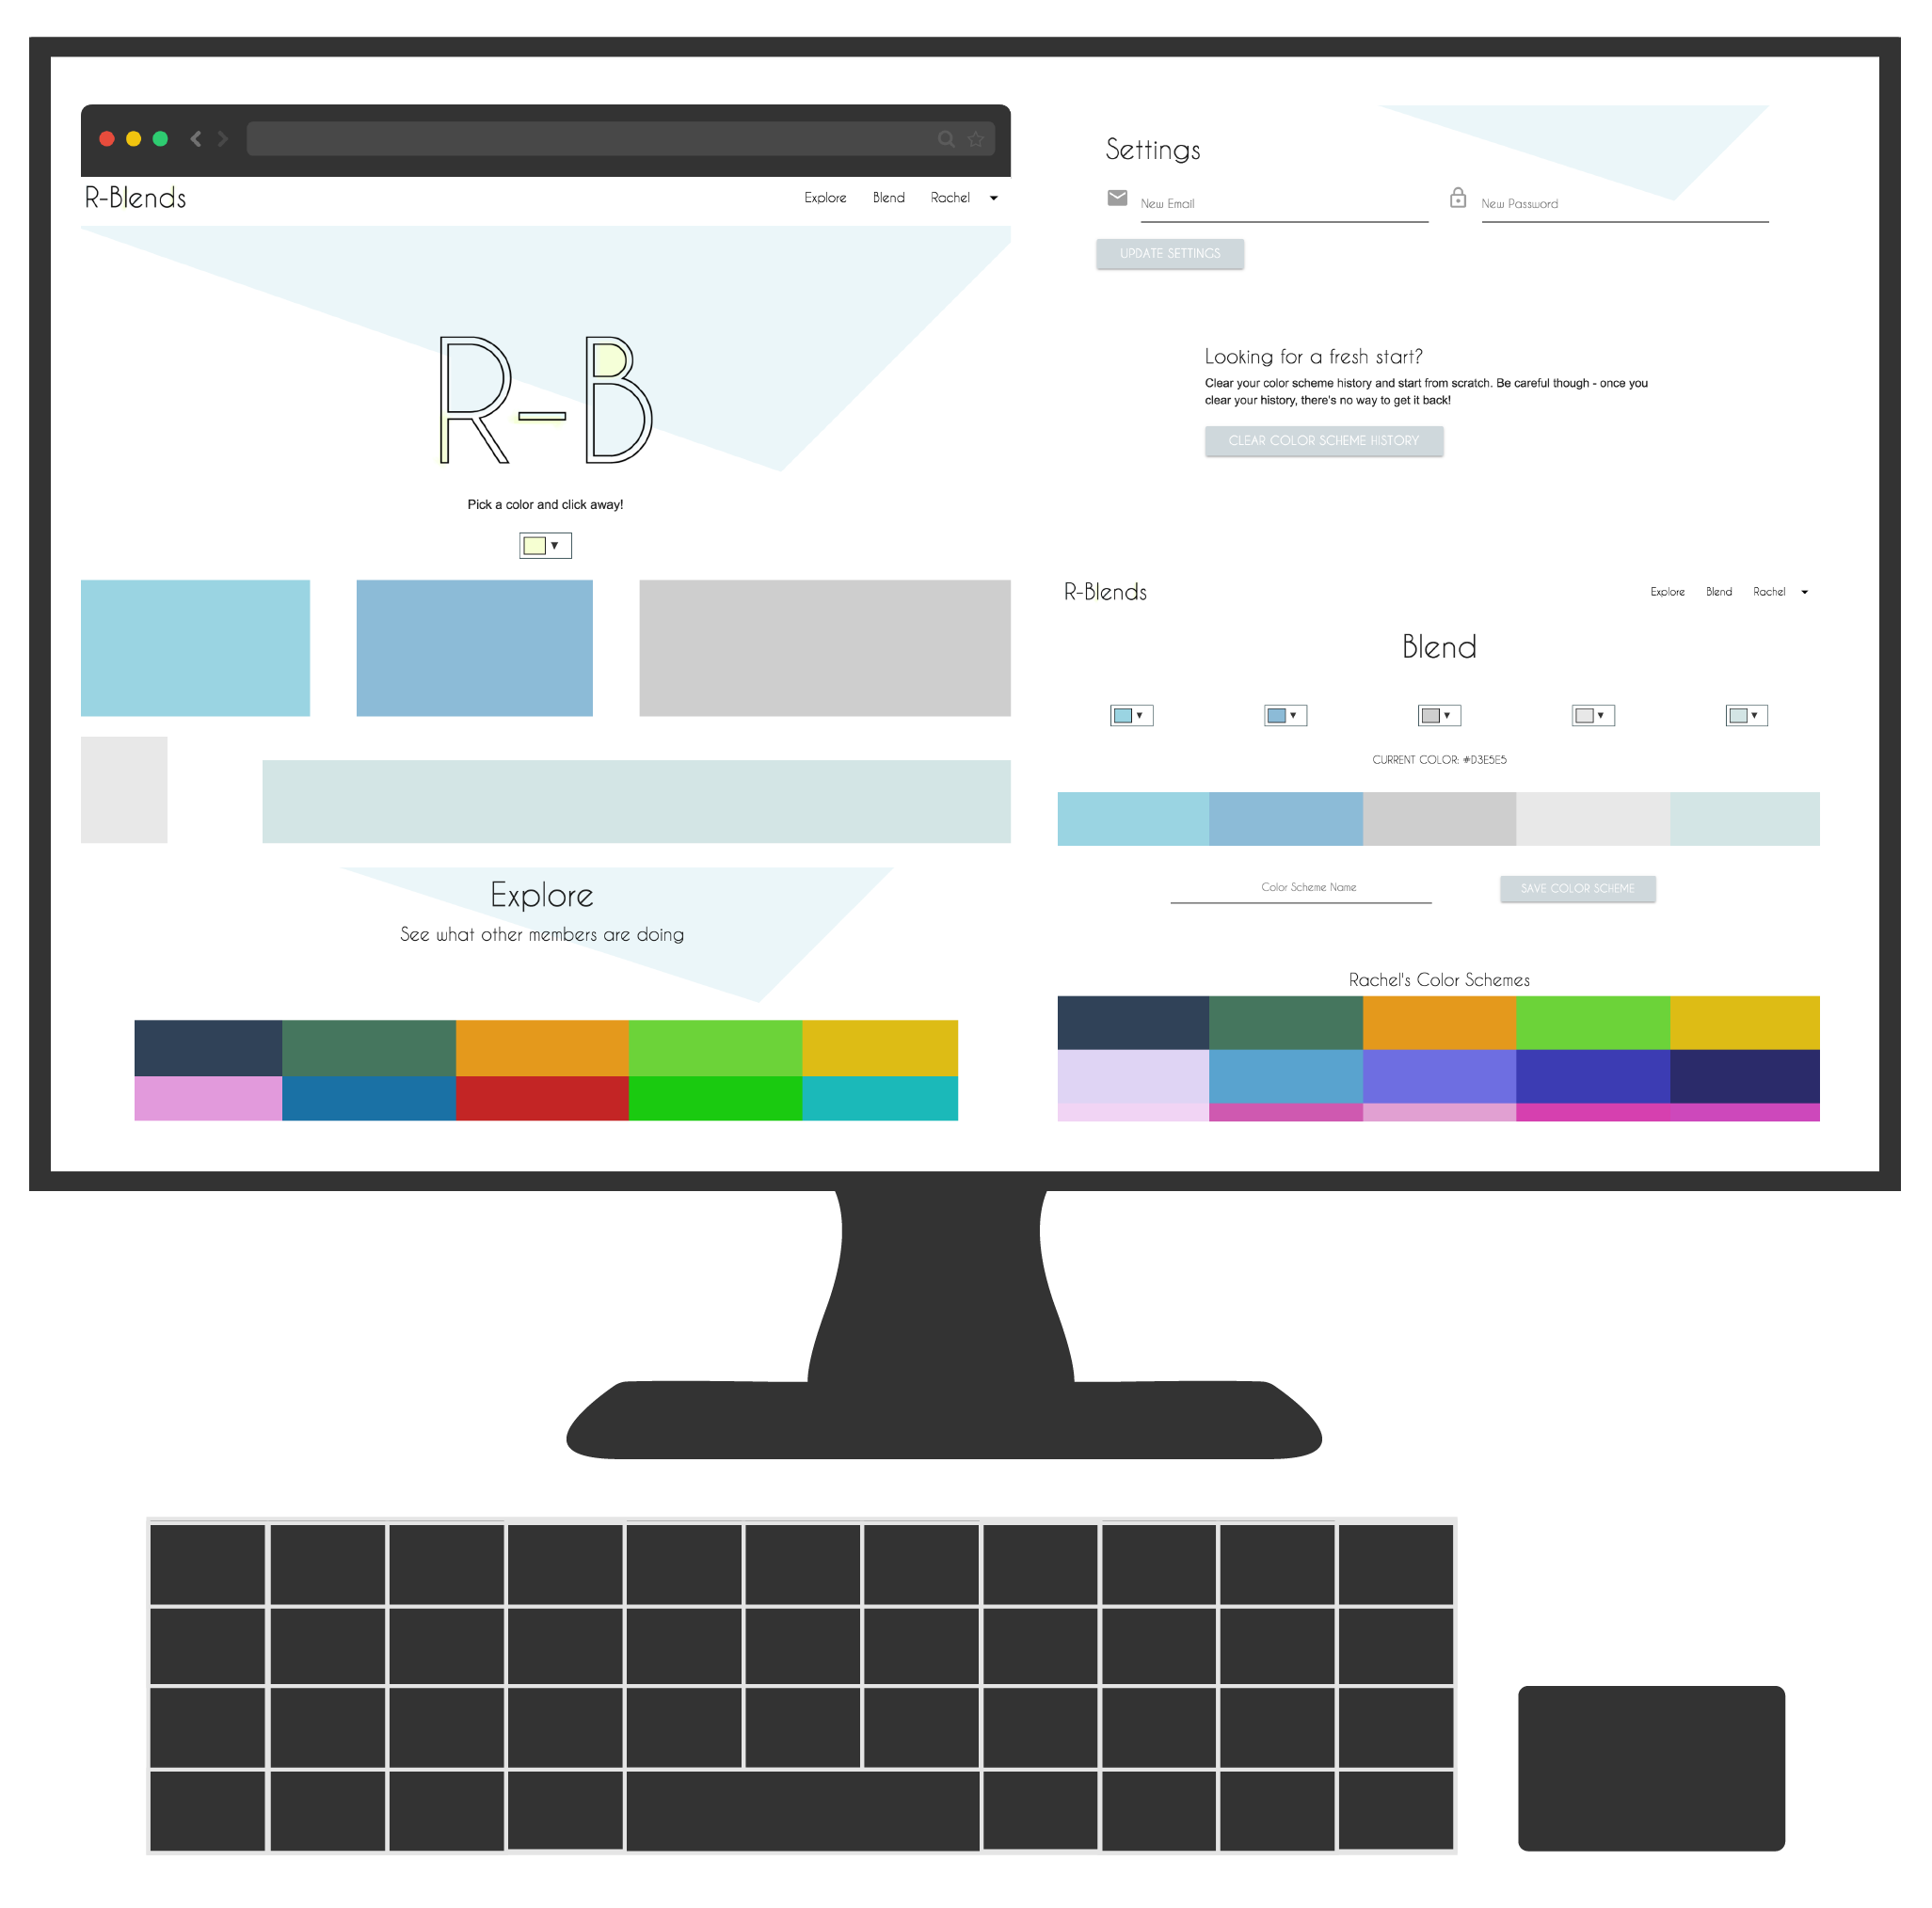 R-Blends
Explore Blend Rachel
R-B
Pick a color and click away!
Explore
See what other members are doing
Settings
New Email
New Password
UPDATE SETTINGS
Looking for a fresh start?
Clear your color scheme history and start from scratch. Be careful though - once you
clear your history, there's no way to get it back!
CLEAR COLOR SCHEME HISTORY
R-Blends
Explore Blend Rachel
Blend
CURRENT COLOR: #D3E5E5
Color Scheme Name
SAVE COLOR SCHEME
Rachel's Color Schemes